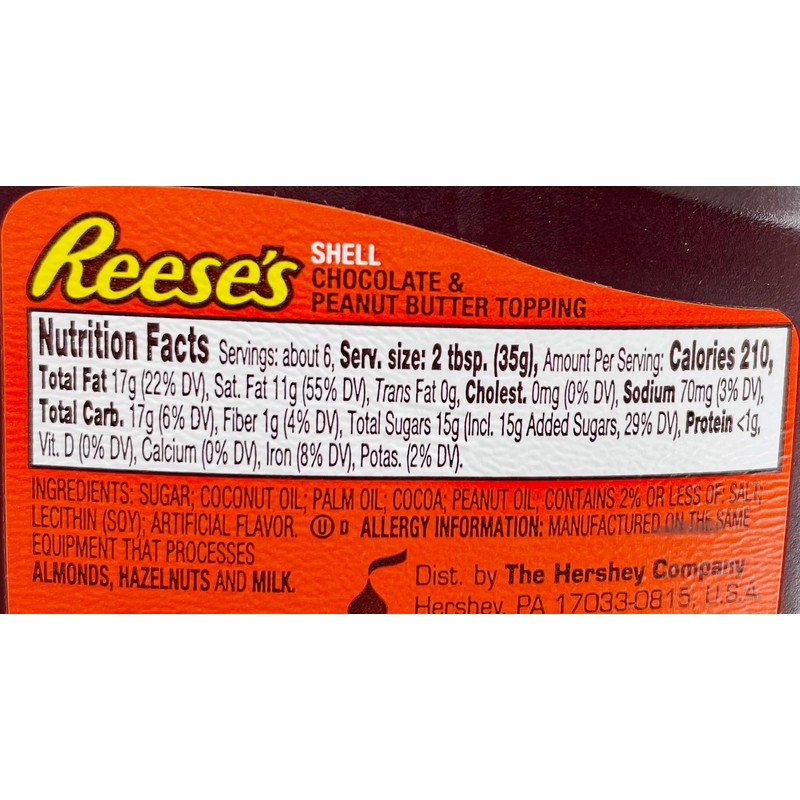 Reese's
SHELL
CHOCOLATE &
PEANUT BUTTER TOPPING
Nutrition Facts Servings: about 6, Serv. size: 2 tbsp. (35g), Amount Per Serving: Calories 210,
Total Fat 17g (22% DV), Sat. Fat 11g (55% DV), Trans Fat 0g, Cholest. 0mg (0% DV), Sodium 70mg (3% DV),
Total Carb. 17g (6% DV), Fiber 1g (4% DV), Total Sugars 15g (Incl. 15g Added Sugars, 29% DV), Protein <1g,
Vit. D (0% DV), Calcium (0% DV), Iron (8% DV), Potas. (2% DV).
INGREDIENTS: SUGAR; COCONUT OIL; PALM OIL; COCOA; PEANUT OIL; CONTAINS 2% OR LESS OF: SALT;
LECITHIN (SOY); ARTIFICIAL FLAVOR. Ⓤ D ALLERGY INFORMATION: MANUFACTURED ON THE SAME
EQUIPMENT THAT PROCESSES
ALMONDS, HAZELNUTS AND MILK.
Dist. by The Hershey Company
Hershey, PA 17033-0815, U.S.A.